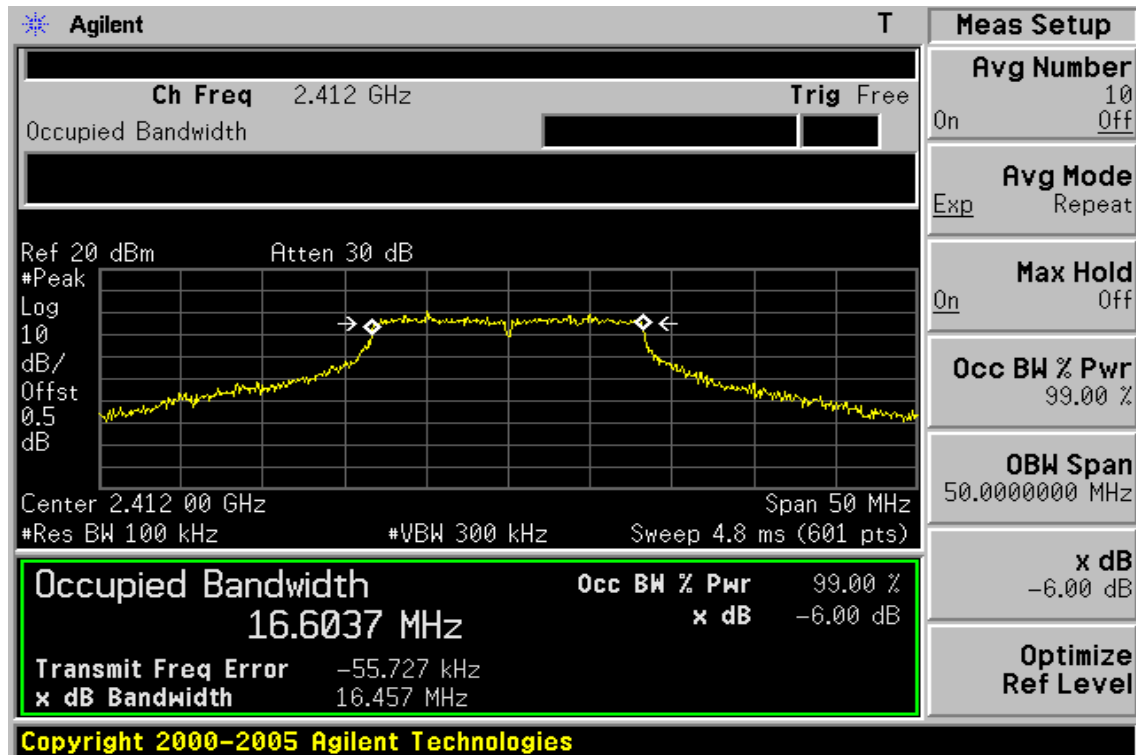 Agilent T
Ch Freq 2.412 GHz Trig Free
Occupied Bandwidth
Ref 20 dBm Atten 30 dB
#Peak
Log
10
dB/
Offst
0.5
dB
Center 2.412 00 GHz Span 50 MHz
#Res BW 100 kHz #VBW 300 kHz Sweep 4.8 ms (601 pts)
Occupied Bandwidth Occ BW % Pwr 99.00 %
16.6037 MHz x dB -6.00 dB
Transmit Freq Error -55.727 kHz
x dB Bandwidth 16.457 MHz
Copyright 2000-2005 Agilent Technologies
Meas Setup
Avg Number
10
On Off
Avg Mode
Exp Repeat
Max Hold
On Off
Occ BW % Pwr
99.00 %
OBW Span
50.0000000 MHz
x dB
-6.00 dB
Optimize
Ref Level